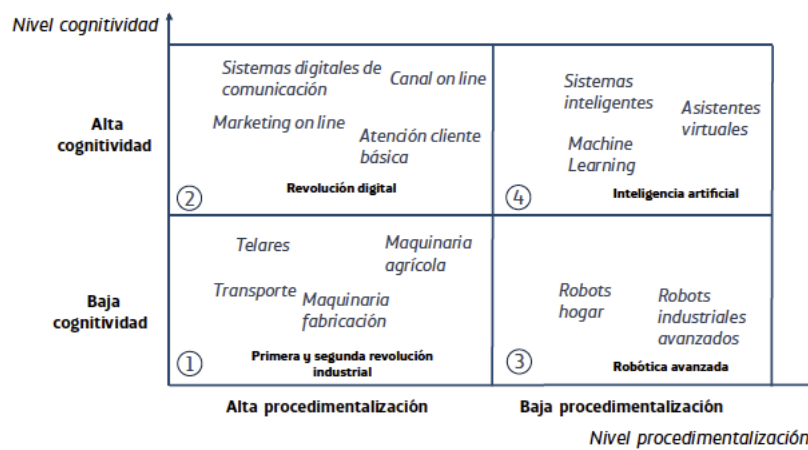 Nivel cognitividad
Alta
cognitividad
Sistemas digitales de
comunicación
Canal on line
Marketing on line
Atención cliente
básica
2
Revolución digital
Sistemas
inteligentes
Asistentes
virtuales
Machine
Learning
4
Inteligencia artificial
Baja
cognitividad
Telares
Maquinaria
agrícola
Transporte
Maquinaria
fabricación
1
Primera y segunda revolución
industrial
Robots
hogar
Robots
industriales
avanzados
3
Robótica avanzada
Alta procedimentalización
Baja procedimentalización
Nivel procedimentalización